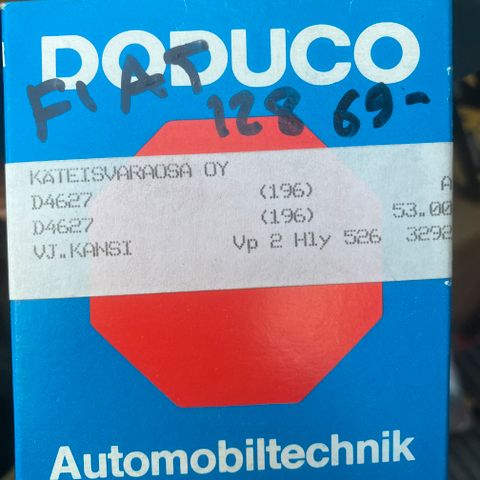 DODUCO
FIAT 128 69-
KÄTEISVARAOSA OY
D4627 (196) A
D4627 (196) 53.00
VJ.KANSI Vp 2 Hly 526 3292
Automobiltechnik